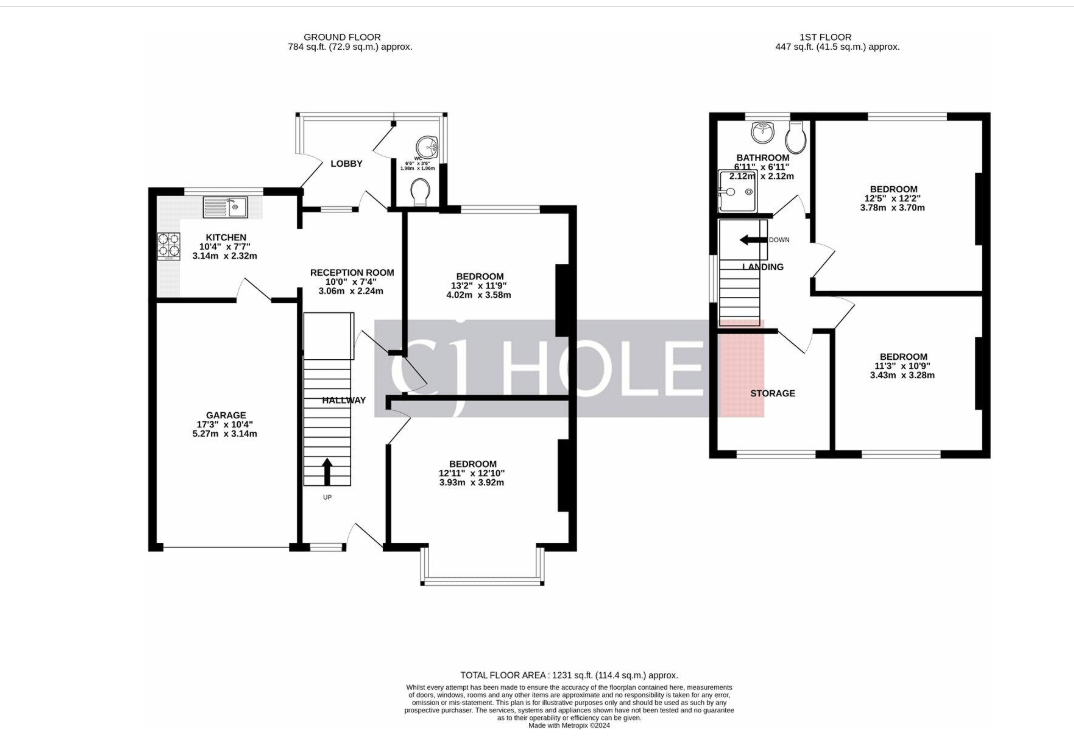 GROUND FLOOR
784 sq.ft. (72.9 sq.m.) approx.
1ST FLOOR
447 sq.ft. (41.5 sq.m.) approx.
LOBBY
WC
6'6" x 3'6"
1.98m x 1.06m
KITCHEN
10'4" x 7'7"
3.14m x 2.32m
RECEPTION ROOM
10'0" x 7'4"
3.06m x 2.24m
BEDROOM
13'2" x 11'9"
4.02m x 3.58m
GARAGE
17'3" x 10'4"
5.27m x 3.14m
HALLWAY
UP
BEDROOM
12'11" x 12'10"
3.93m x 3.92m
BATHROOM
6'11" x 6'11"
2.12m x 2.12m
BEDROOM
12'5" x 12'2"
3.78m x 3.70m
DOWN
LANDING
STORAGE
BEDROOM
11'3" x 10'9"
3.43m x 3.28m
cj HOLE
TOTAL FLOOR AREA : 1231 sq.ft. (114.4 sq.m.) approx.
Whilst every attempt has been made to ensure the accuracy of the floorplan contained here, measurements
of doors, windows, rooms and any other items are approximate and no responsibility is taken for any error,
omission or mis-statement. This plan is for illustrative purposes only and should be used as such by any
prospective purchaser. The services, systems and appliances shown have not been tested and no guarantee
as to their operability or efficiency can be given.
Made with Metropix ©2024